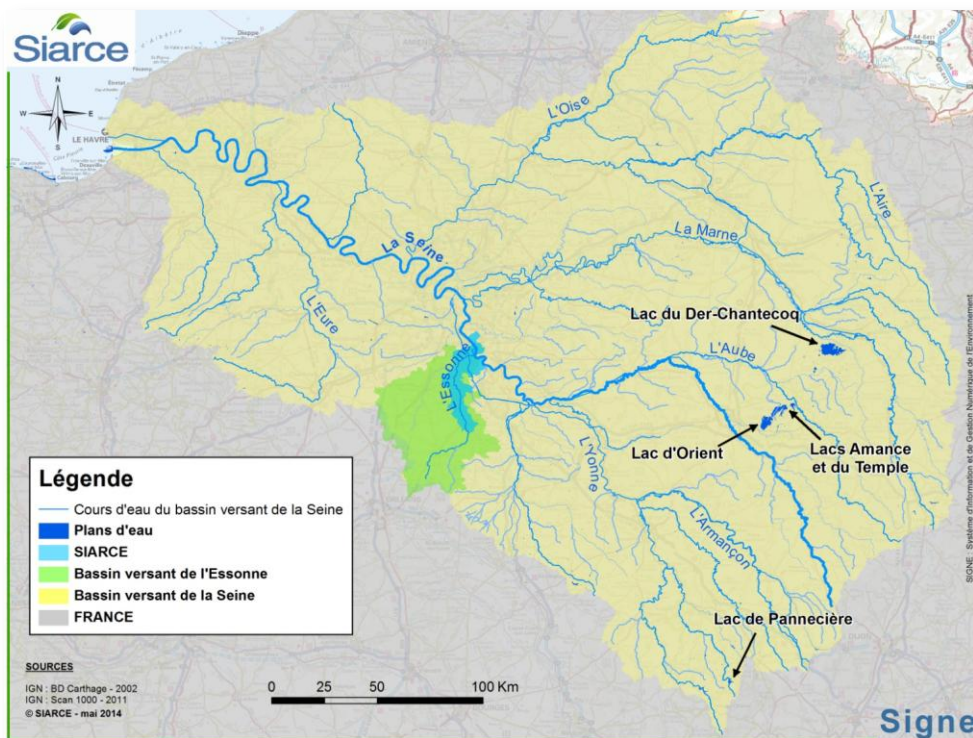 Siarce
N
W
E
S
LE HAVRE
Dieppe
L'Oise
L'Aire
La Marne
La Seine
L'Eure
Lac du Der-Chantecoq
L'Aube
L'Essonne
Lac d'Orient
Lacs Amance
et du Temple
L'Yonne
L'Armançon
Lac de Pannecière
Légende
Cours d'eau du bassin versant de la Seine
Plans d'eau
SIARCE
Bassin versant de l'Essonne
Bassin versant de la Seine
FRANCE
SOURCES
IGN : BD Carthage - 2002
IGN : Scan 1000 - 2011
© SIARCE - mai 2014
0 25 50 100 Km
SIGNE : Système d'Information et de Gestion Numérique de l'Environnement
Signe